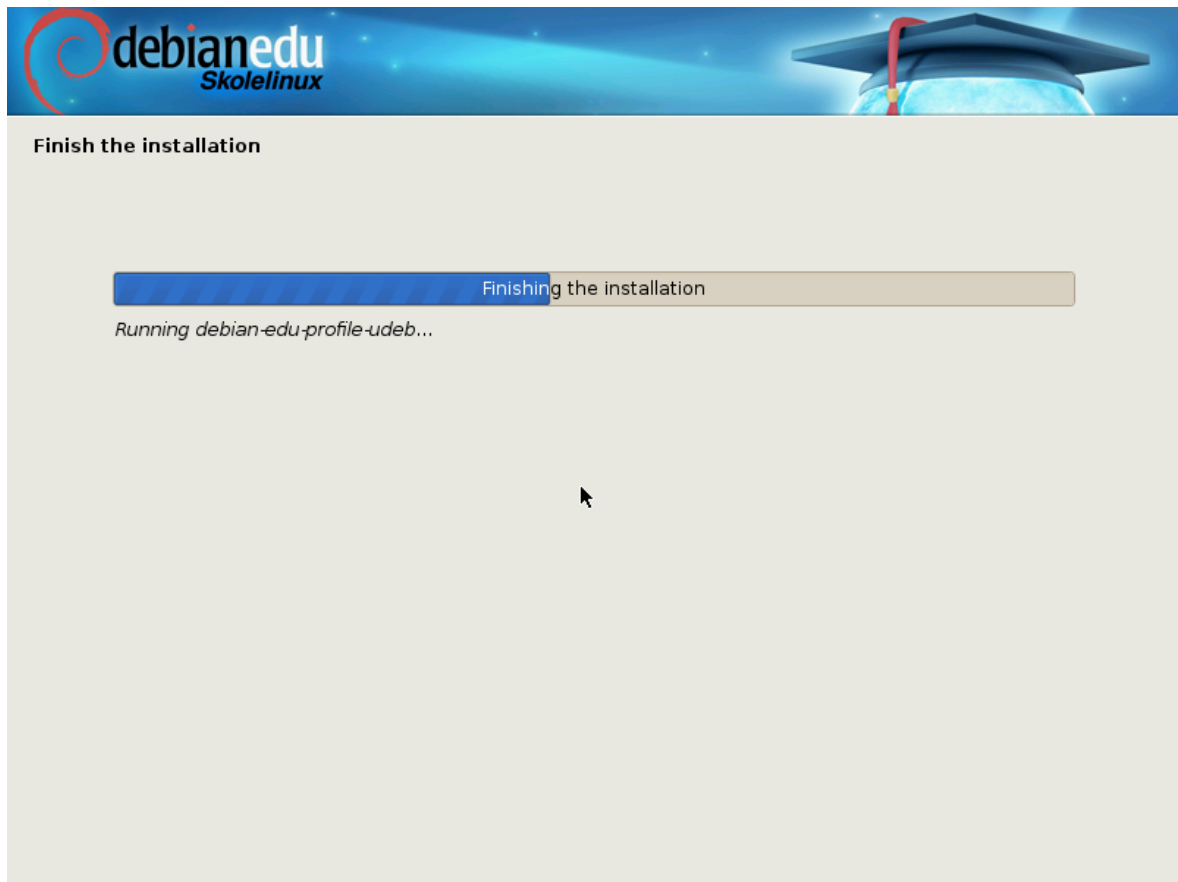 debianedu
Skolelinux
Finish the installation
Finishing the installation
Running debian-edu-profile-udeb...